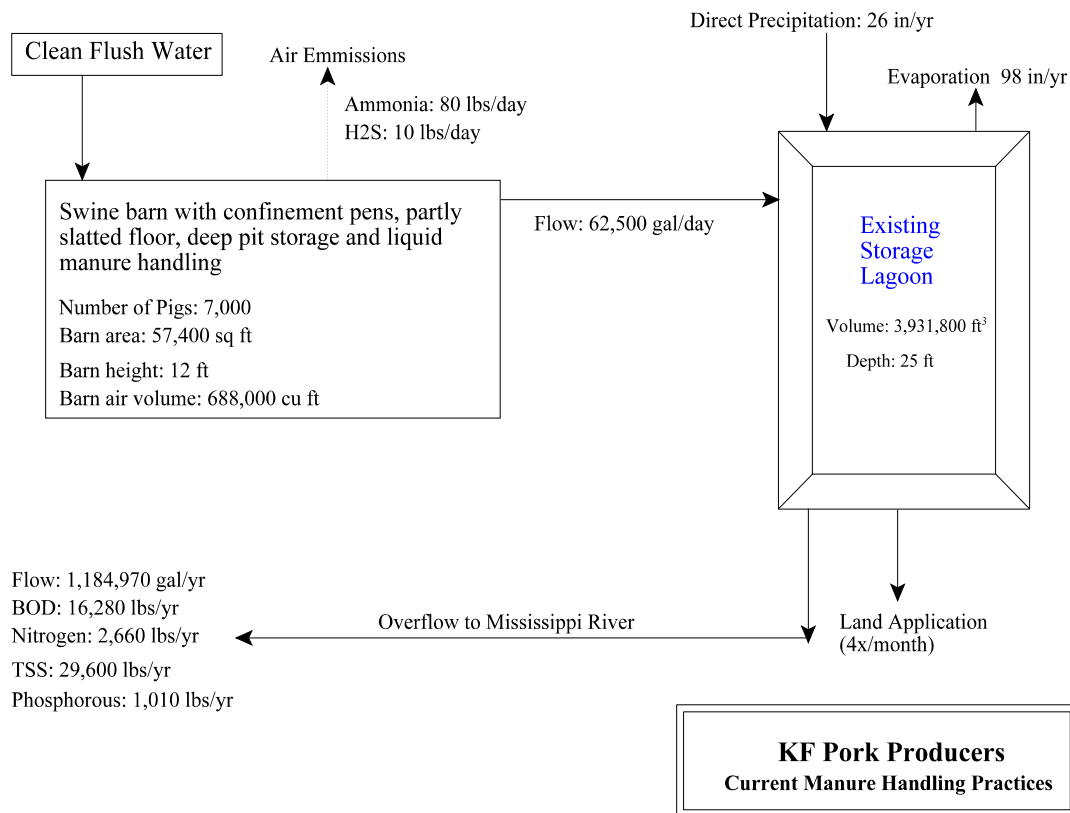 Clean Flush Water
Air Emmissions
Ammonia: 80 lbs/day
H2S: 10 lbs/day
Direct Precipitation: 26 in/yr
Evaporation 98 in/yr
Swine barn with confinement pens, partly
slatted floor, deep pit storage and liquid
manure handling
Number of Pigs: 7,000
Barn area: 57,400 sq ft
Barn height: 12 ft
Barn air volume: 688,000 cu ft
Flow: 62,500 gal/day
Existing
Storage
Lagoon
Volume: 3,931,800 ft³
Depth: 25 ft
Flow: 1,184,970 gal/yr
BOD: 16,280 lbs/yr
Nitrogen: 2,660 lbs/yr
TSS: 29,600 lbs/yr
Phosphorous: 1,010 lbs/yr
Overflow to Mississippi River
Land Application
(4x/month)
KF Pork Producers
Current Manure Handling Practices